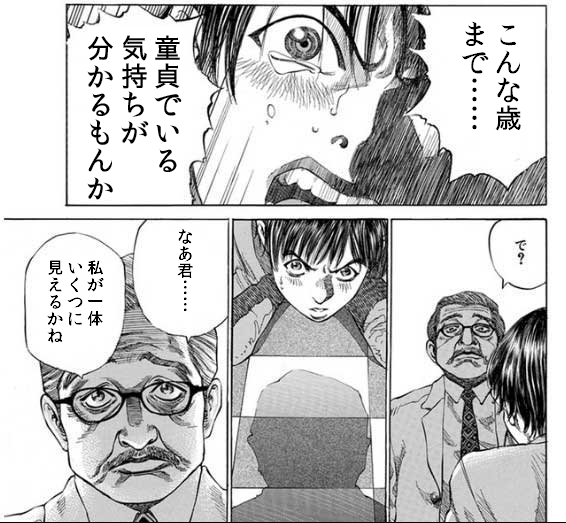 こんな歳
まで……
童貞でいる
気持ちが
分かるもんか
で?
なあ君……
私が一体
いくつに
見えるかね